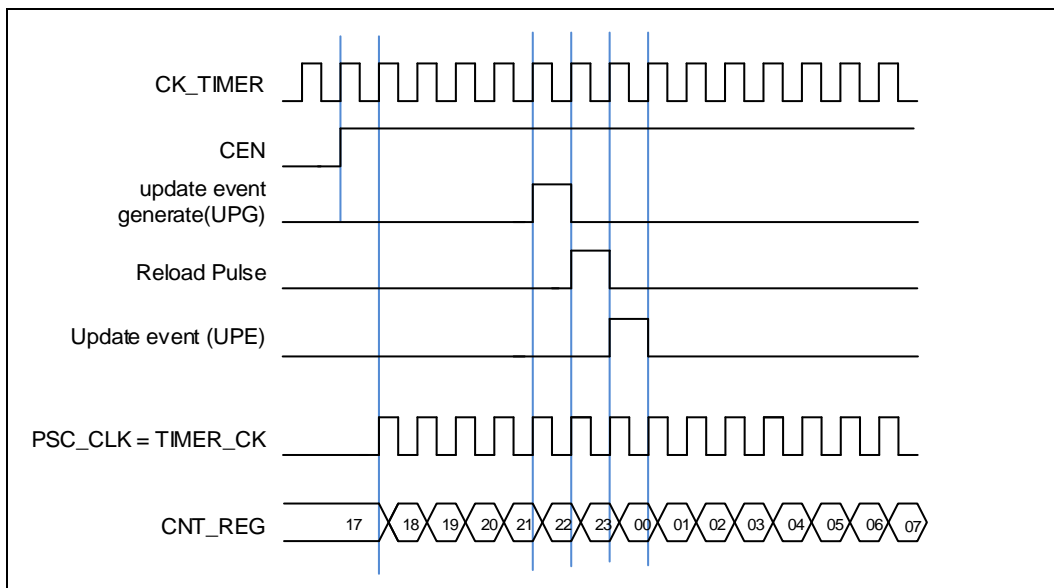 CK_TIMER
CEN
update event
generate(UPG)
Reload Pulse
Update event (UPE)
PSC_CLK = TIMER_CK
CNT_REG 17 18 19 20 21 22 23 00 01 02 03 04 05 06 07